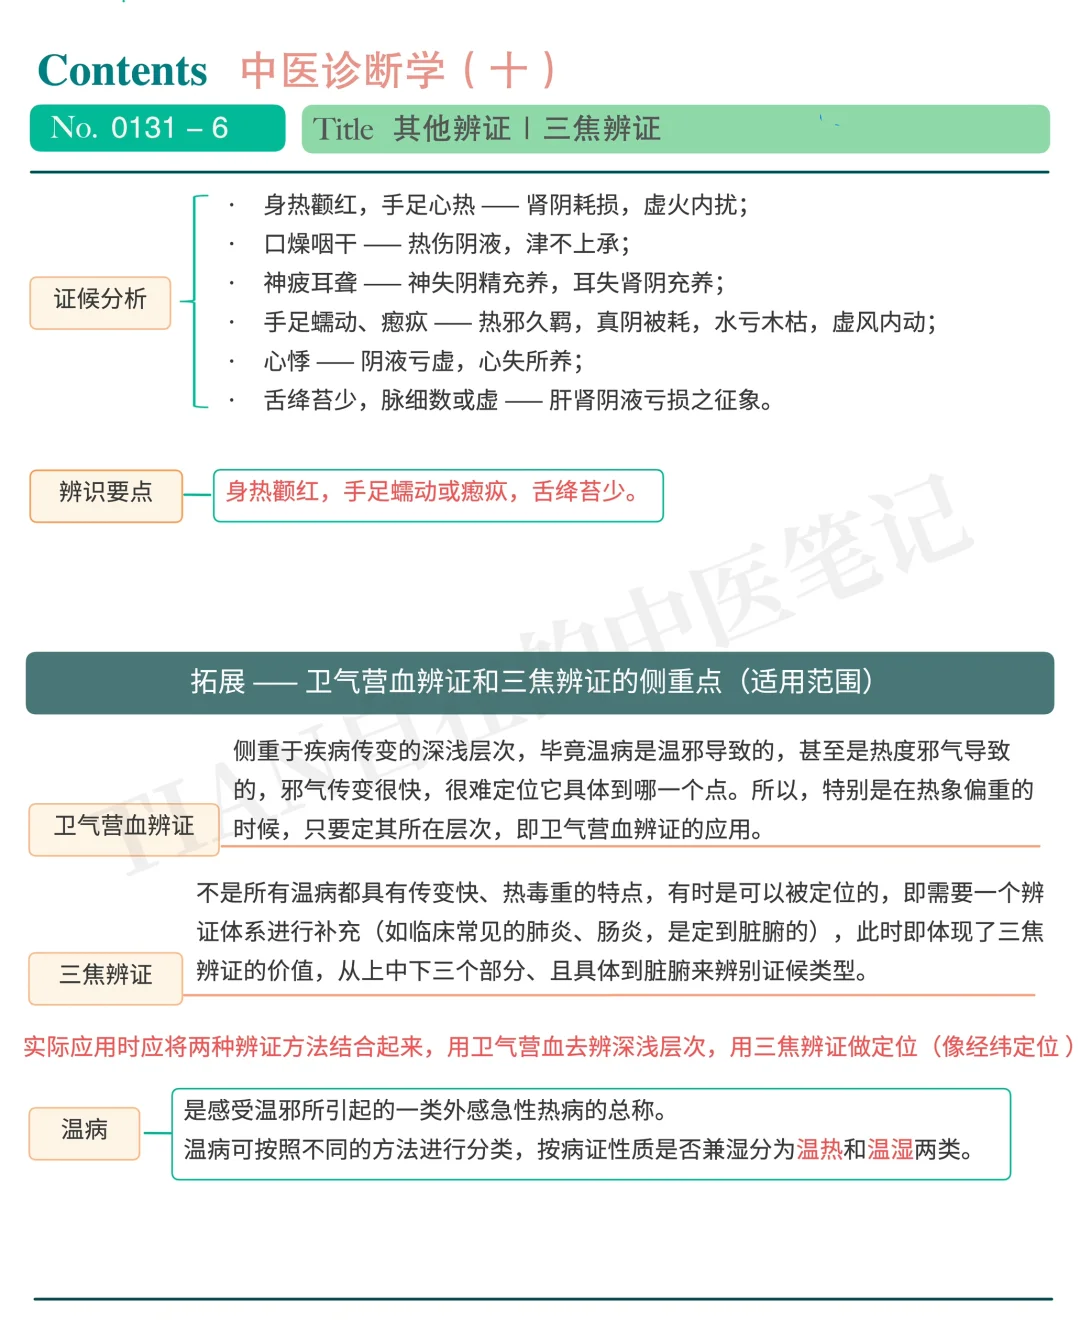 Contents 中医诊断学（十）
No. 0131 – 6
Title 其他辨证 | 三焦辨证
证候分析
· 身热颧红，手足心热 —— 肾阴耗损，虚火内扰；
· 口燥咽干 —— 热伤阴液，津不上承；
· 神疲耳聋 —— 神失阴精充养，耳失肾阴充养；
· 手足蠕动、瘛疭 —— 热邪久羁，真阴被耗，水亏木枯，虚风内动；
· 心悸 —— 阴液亏虚，心失所养；
· 舌绛苔少，脉细数或虚 —— 肝肾阴液亏损之征象。
辨识要点
身热颧红，手足蠕动或瘛疭，舌绛苔少。
拓展 —— 卫气营血辨证和三焦辨证的侧重点（适用范围）
卫气营血辨证
侧重于疾病传变的深浅层次，毕竟温病是温邪导致的，甚至是热度邪气导致
的，邪气传变很快，很难定位它具体到哪一个点。所以，特别是在热象偏重的
时候，只要定其所在层次，即卫气营血辨证的应用。
三焦辨证
不是所有温病都具有传变快、热毒重的特点，有时是可以被定位的，即需要一个辨
证体系进行补充（如临床常见的肺炎、肠炎，是定到脏腑的），此时即体现了三焦
辨证的价值，从上中下三个部分、且具体到脏腑来辨别证候类型。
实际应用时应将两种辨证方法结合起来，用卫气营血去辨深浅层次，用三焦辨证做定位（像经纬定位）
温病
是感受温邪所引起的一类外感急性热病的总称。
温病可按照不同的方法进行分类，按病证性质是否兼湿分为温热和温湿两类。
TIAN自在的中医笔记